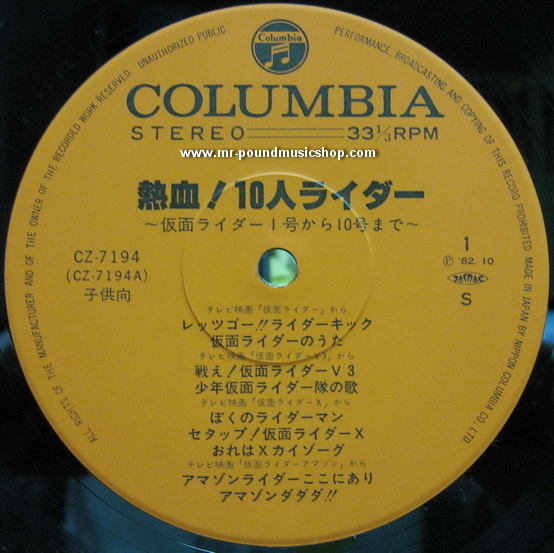 ALL RIGHTS OF THE MANUFACTURER AND OF THE OWNER OF THE RECORDED WORK RESERVED. UNAUTHORIZED PUBLIC
PERFORMANCE, BROADCASTING AND COPYING OF THIS RECORD PROHIBITED MADE IN JAPAN BY NIPPON COLUMBIA CO., LTD.
Columbia
COLUMBIA
STEREO 33⅓RPM
www.mr-poundmusicshop.com
熱血!10人ライダー
〜仮面ライダー1号から10号まで〜
CZ-7194
(CZ-7194A)
子供向
1
Ⓟ '82. 10
JASRAC
S
テレビ映画「仮面ライダー」から
レッツゴー!!ライダーキック
仮面ライダーのうた
テレビ映画「仮面ライダーV3」から
戦え!仮面ライダーV3
少年仮面ライダー隊の歌
テレビ映画「仮面ライダーX」から
ぼくのライダーマン
セタップ!仮面ライダーX
おれはXカイゾーグ
テレビ映画「仮面ライダーアマゾン」から
アマゾンライダーここにあり
アマゾンダダダ!!